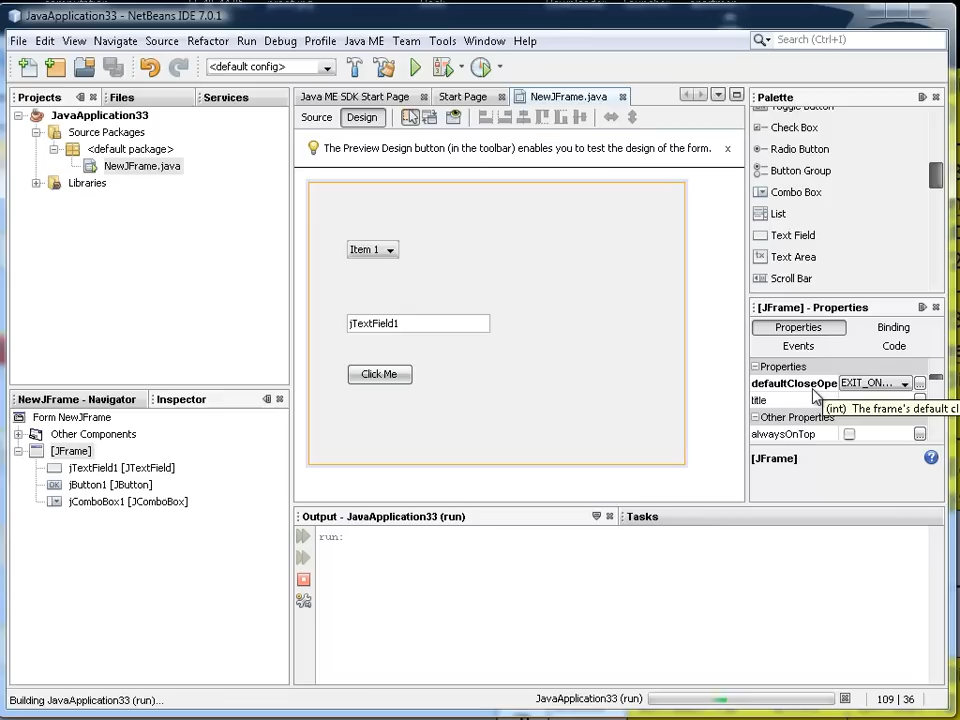 JavaApplication33 - NetBeans IDE 7.0.1
File Edit View Navigate Source Refactor Run Debug Profile Java ME Team Tools Window Help
Search (Ctrl+I)
<default config>
Projects
Files
Services
Java ME SDK Start Page
Start Page
NewJFrame.java
Palette
JavaApplication33
Source Packages
<default package>
NewJFrame.java
Libraries
Source
Design
The Preview Design button (in the toolbar) enables you to test the design of the form.
Item 1
jTextField1
Click Me
Toggle Button
Check Box
Radio Button
Button Group
Combo Box
List
Text Field
Text Area
Scroll Bar
[JFrame] - Properties
Properties
Binding
Events
Code
Properties
defaultCloseOpe
EXIT_ON...
title
(int) The frame's default cl
Other Properties
alwaysOnTop
[JFrame]
NewJFrame - Navigator
Inspector
Form NewJFrame
Other Components
[JFrame]
jTextField1 [JTextField]
OK
jButton1 [JButton]
jComboBox1 [JComboBox]
Output - JavaApplication33 (run)
Tasks
run:
Building JavaApplication33 (run)...
JavaApplication33 (run)
109 | 36